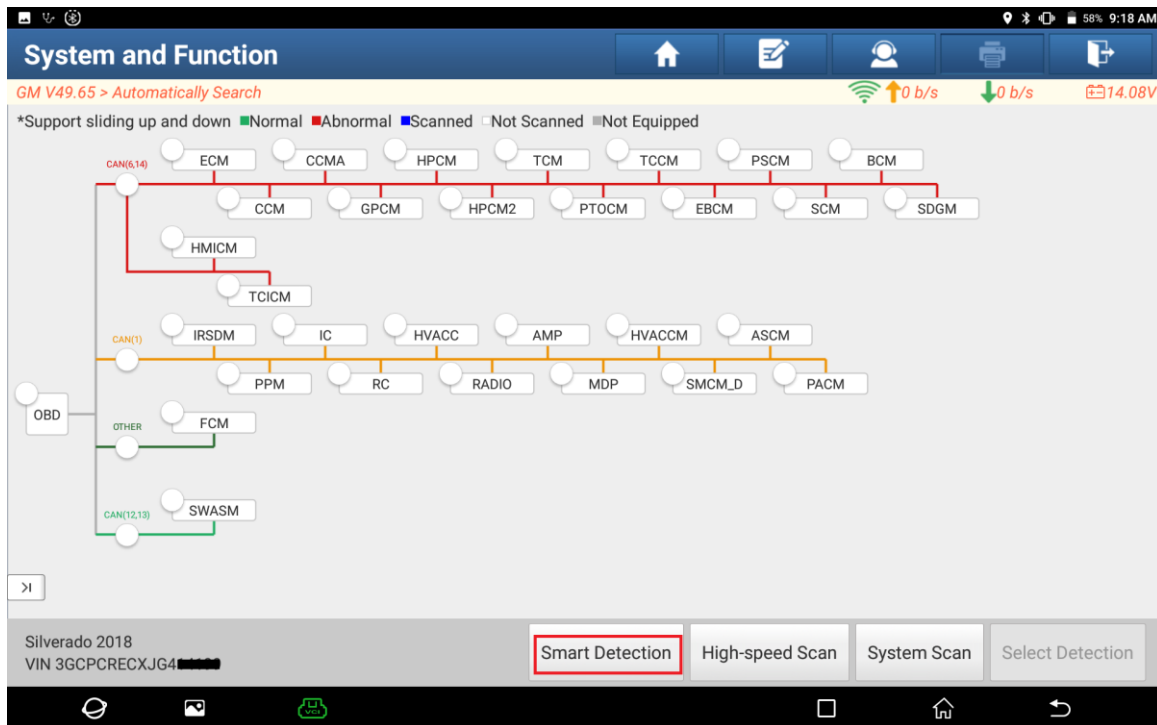 58% 9:18 AM
System and Function
GM V49.65 > Automatically Search 0 b/s 0 b/s 14.08V
*Support sliding up and down Normal Abnormal Scanned Not Scanned Not Equipped
CAN(6,14) ECM CCMA HPCM TCM TCCM PSCM BCM
CCM GPCM HPCM2 PTOCM EBCM SCM SDGM
HMICM
TCICM
CAN(1) IRSDM IC HVACC AMP HVACCM ASCM
PPM RC RADIO MDP SMCM_D PACM
OBD
OTHER FCM
CAN(12,13) SWASM
Silverado 2018
VIN 3GCPCRECXJG4
Smart Detection High-speed Scan System Scan Select Detection
VCI